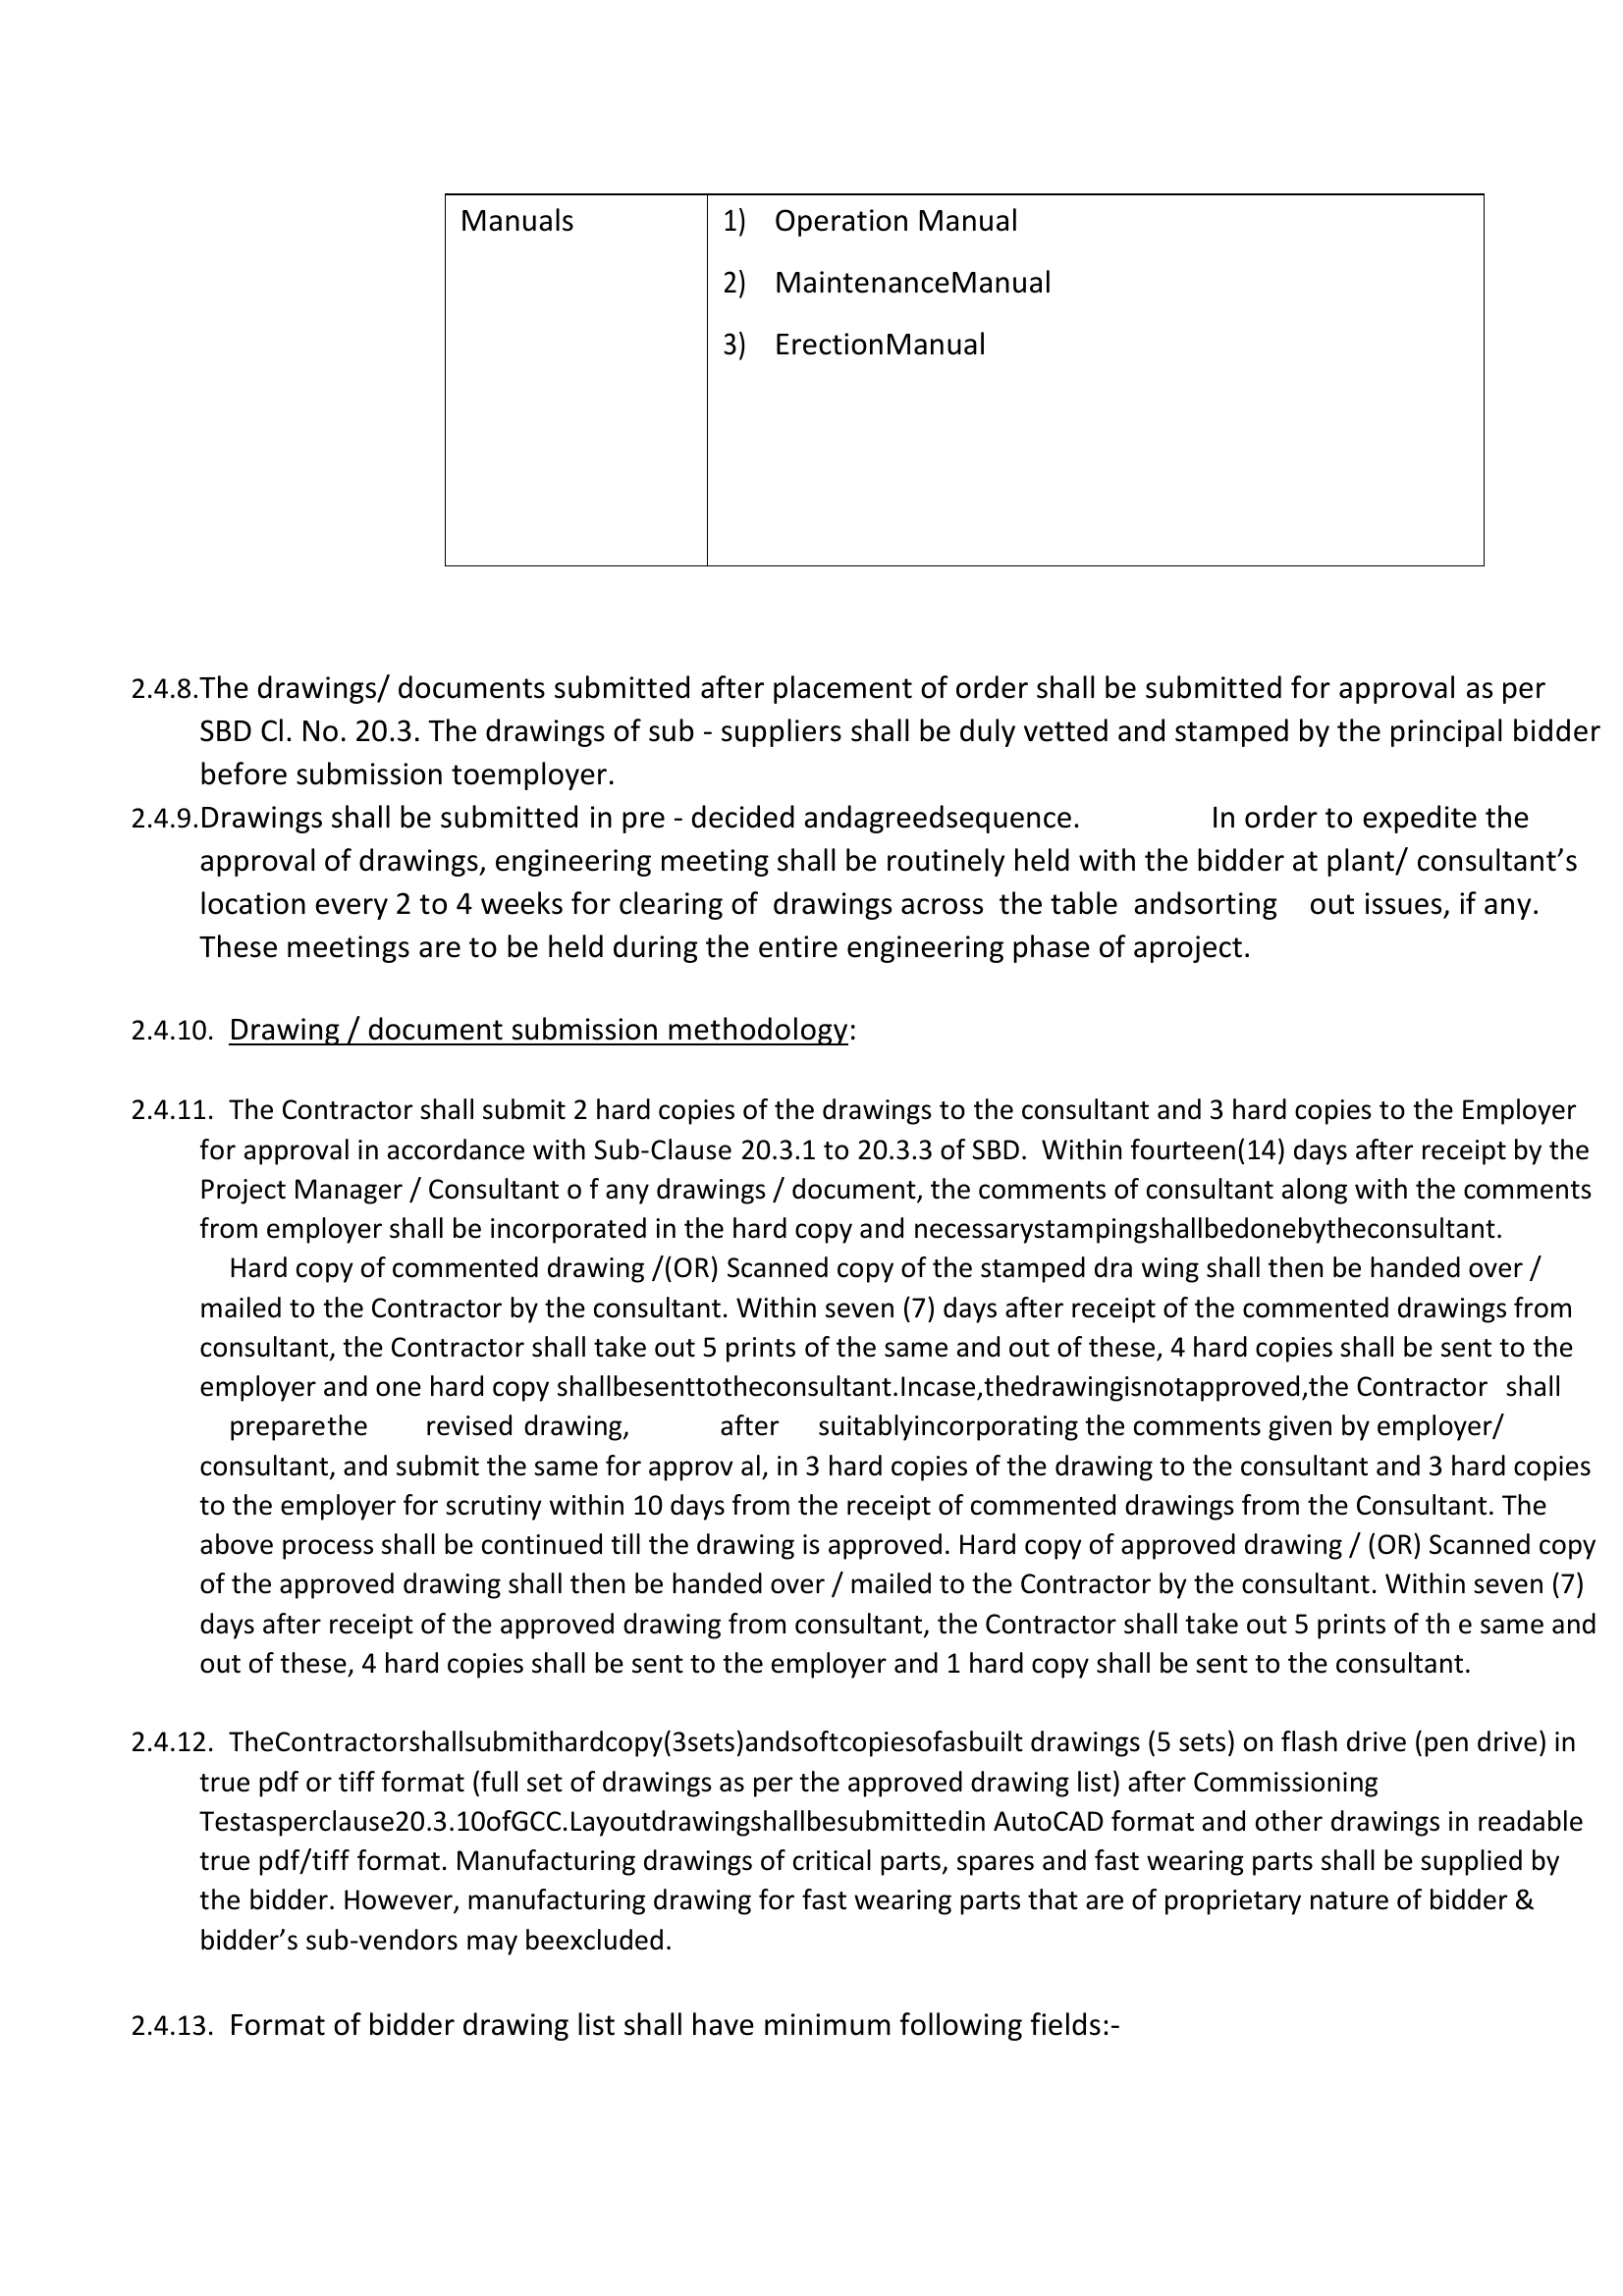 Manuals
1) Operation Manual
2) MaintenanceManual
3) ErectionManual
2.4.8.The drawings/ documents submitted after placement of order shall be submitted for approval as per
SBD Cl. No. 20.3. The drawings of sub - suppliers shall be duly vetted and stamped by the principal bidder
before submission toemployer.
2.4.9.Drawings shall be submitted in pre - decided andagreedsequence. In order to expedite the
approval of drawings, engineering meeting shall be routinely held with the bidder at plant/ consultant’s
location every 2 to 4 weeks for clearing of drawings across the table andsorting out issues, if any.
These meetings are to be held during the entire engineering phase of aproject.
2.4.10. Drawing / document submission methodology:
2.4.11. The Contractor shall submit 2 hard copies of the drawings to the consultant and 3 hard copies to the Employer
for approval in accordance with Sub-Clause 20.3.1 to 20.3.3 of SBD. Within fourteen(14) days after receipt by the
Project Manager / Consultant o f any drawings / document, the comments of consultant along with the comments
from employer shall be incorporated in the hard copy and necessarystampingshallbedonebytheconsultant.
Hard copy of commented drawing /(OR) Scanned copy of the stamped dra wing shall then be handed over /
mailed to the Contractor by the consultant. Within seven (7) days after receipt of the commented drawings from
consultant, the Contractor shall take out 5 prints of the same and out of these, 4 hard copies shall be sent to the
employer and one hard copy shallbesenttotheconsultant.Incase,thedrawingisnotapproved,the Contractor shall
preparethe revised drawing, after suitablyincorporating the comments given by employer/
consultant, and submit the same for approv al, in 3 hard copies of the drawing to the consultant and 3 hard copies
to the employer for scrutiny within 10 days from the receipt of commented drawings from the Consultant. The
above process shall be continued till the drawing is approved. Hard copy of approved drawing / (OR) Scanned copy
of the approved drawing shall then be handed over / mailed to the Contractor by the consultant. Within seven (7)
days after receipt of the approved drawing from consultant, the Contractor shall take out 5 prints of th e same and
out of these, 4 hard copies shall be sent to the employer and 1 hard copy shall be sent to the consultant.
2.4.12. TheContractorshallsubmithardcopy(3sets)andsoftcopiesofasbuilt drawings (5 sets) on flash drive (pen drive) in
true pdf or tiff format (full set of drawings as per the approved drawing list) after Commissioning
Testasperclause20.3.10ofGCC.Layoutdrawingshallbesubmittedin AutoCAD format and other drawings in readable
true pdf/tiff format. Manufacturing drawings of critical parts, spares and fast wearing parts shall be supplied by
the bidder. However, manufacturing drawing for fast wearing parts that are of proprietary nature of bidder &
bidder’s sub-vendors may beexcluded.
2.4.13. Format of bidder drawing list shall have minimum following fields:-